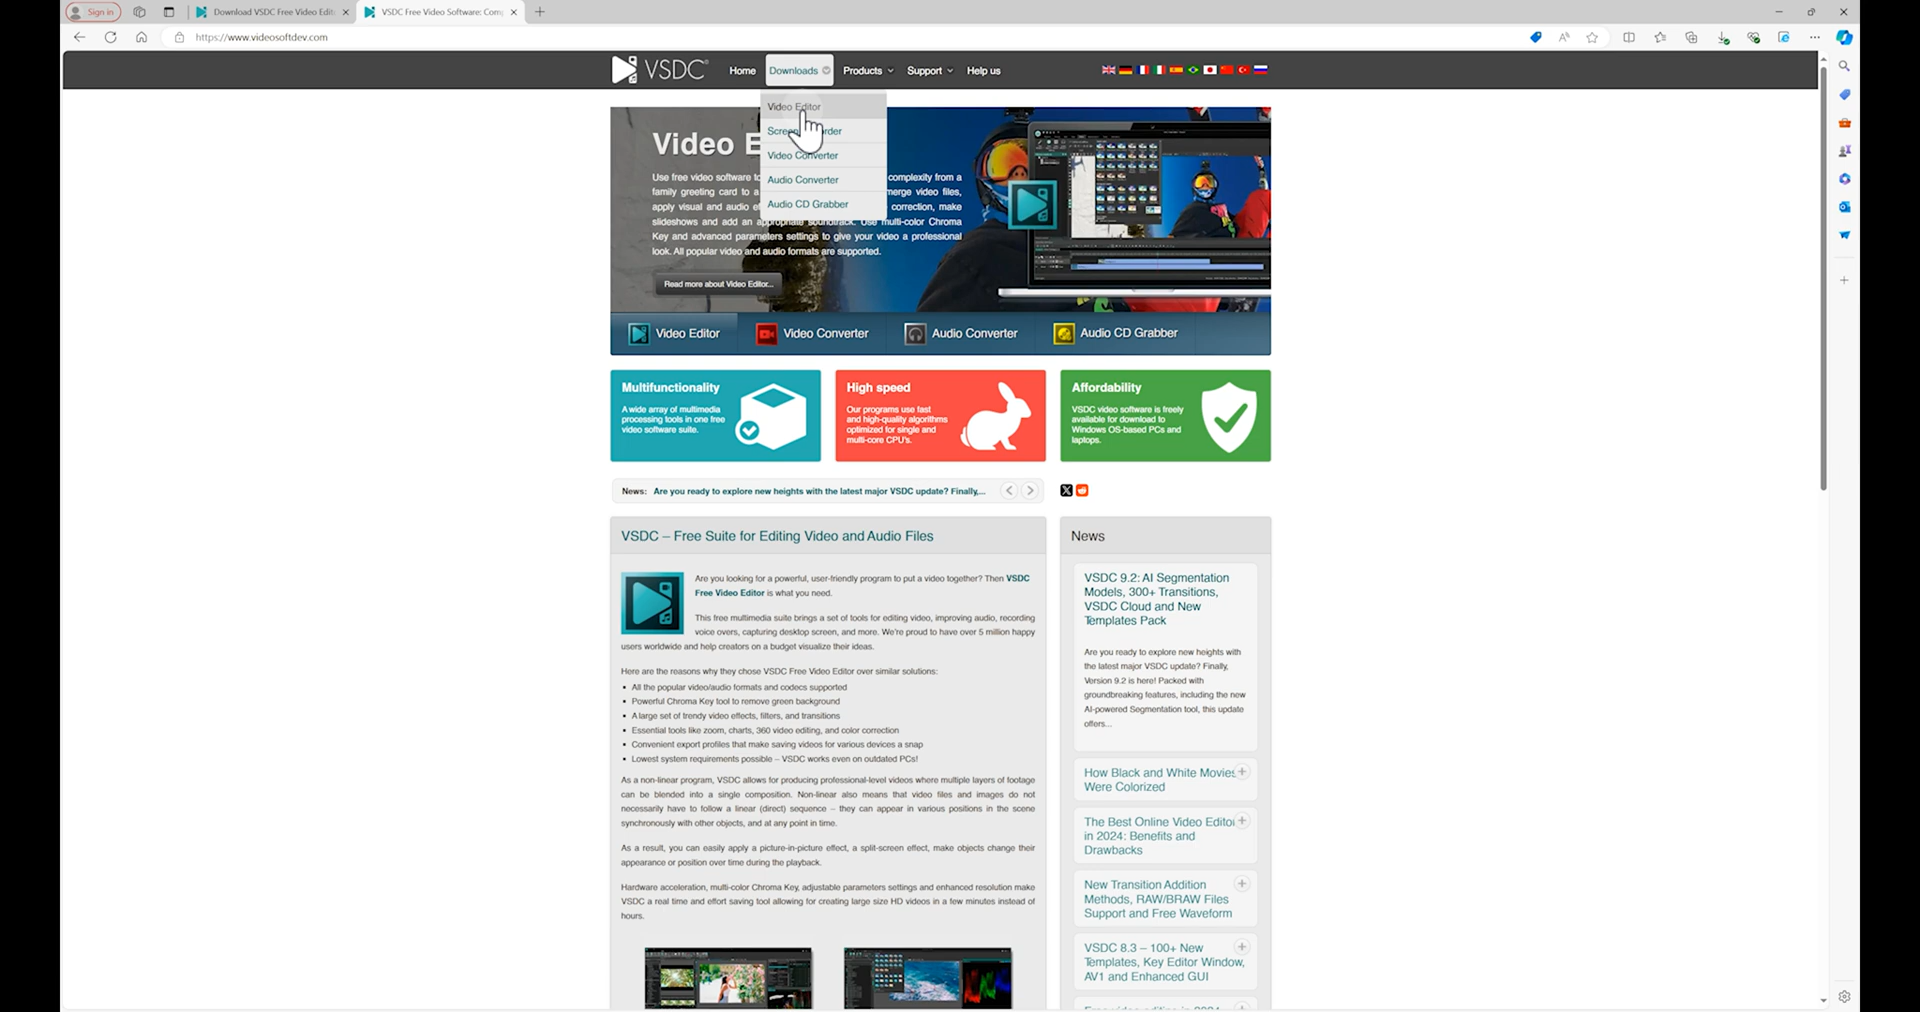 Sign in
Download VSDC Free Video Edit
VSDC Free Video Software: Com
https://www.videosoftdev.com
VSDC
Home
Downloads
Products
Support
Help us
Video Editor
Video Converter
Audio Converter
Audio CD Grabber
Video E
Use free video software to
complexity from a
family greeting card to a
merge video files,
apply visual and audio
correction, make
slideshows and add an appropriate soundtrack. Use multi-color Chroma
Key and advanced parameters settings to give your video a professional
look. All popular video and audio formats are supported.
Read more about Video Editor...
Video Editor
Video Converter
Audio Converter
Audio CD Grabber
Multifunctionality
A wide array of multimedia
processing tools in one free
video software suite.
High speed
Our programs use fast
and high-quality algorithms
optimized for single and
multi-core CPU's.
Affordability
VSDC video software is freely
available for download to
Windows OS-based PCs and
laptops.
News: Are you ready to explore new heights with the latest major VSDC update? Finally,...
VSDC – Free Suite for Editing Video and Audio Files
Are you looking for a powerful, user-friendly program to put a video together? Then VSDC
Free Video Editor is what you need.
This free multimedia suite brings a set of tools for editing video, improving audio, recording
voice overs, capturing desktop screen, and more. We're proud to have over 5 million happy
users worldwide and help creators on a budget visualize their ideas.
Here are the reasons why they chose VSDC Free Video Editor over similar solutions:
▪ All the popular video/audio formats and codecs supported
▪ Powerful Chroma Key tool to remove green background
▪ A large set of trendy video effects, filters, and transitions
▪ Essential tools like zoom, charts, 360 video editing, and color correction
▪ Convenient export profiles that make saving videos for various devices a snap
▪ Lowest system requirements possible – VSDC works even on outdated PCs!
As a non-linear program, VSDC allows for producing professional-level videos where multiple layers of footage
can be blended into a single composition. Non-linear also means that video files and images do not
necessarily have to follow a linear (direct) sequence – they can appear in various positions in the scene
synchronously with other objects, and at any point in time.
As a result, you can easily apply a picture-in-picture effect, a split-screen effect, make objects change their
appearance or position over time during the playback.
Hardware acceleration, multi-color Chroma Key, adjustable parameters settings and enhanced resolution make
VSDC a real time and effort saving tool allowing for creating large size HD videos in a few minutes instead of
hours.
News
VSDC 9.2: AI Segmentation
Models, 300+ Transitions,
VSDC Cloud and New
Templates Pack
Are you ready to explore new heights with
the latest major VSDC update? Finally,
Version 9.2 is here! Packed with
groundbreaking features, including the new
AI-powered Segmentation tool, this update
offers...
How Black and White Movies
Were Colorized
The Best Online Video Editor
in 2024: Benefits and
Drawbacks
New Transition Addition
Methods, RAW/BRAW Files
Support and Free Waveform
VSDC 8.3 – 100+ New
Templates, Key Editor Window,
AV1 and Enhanced GUI